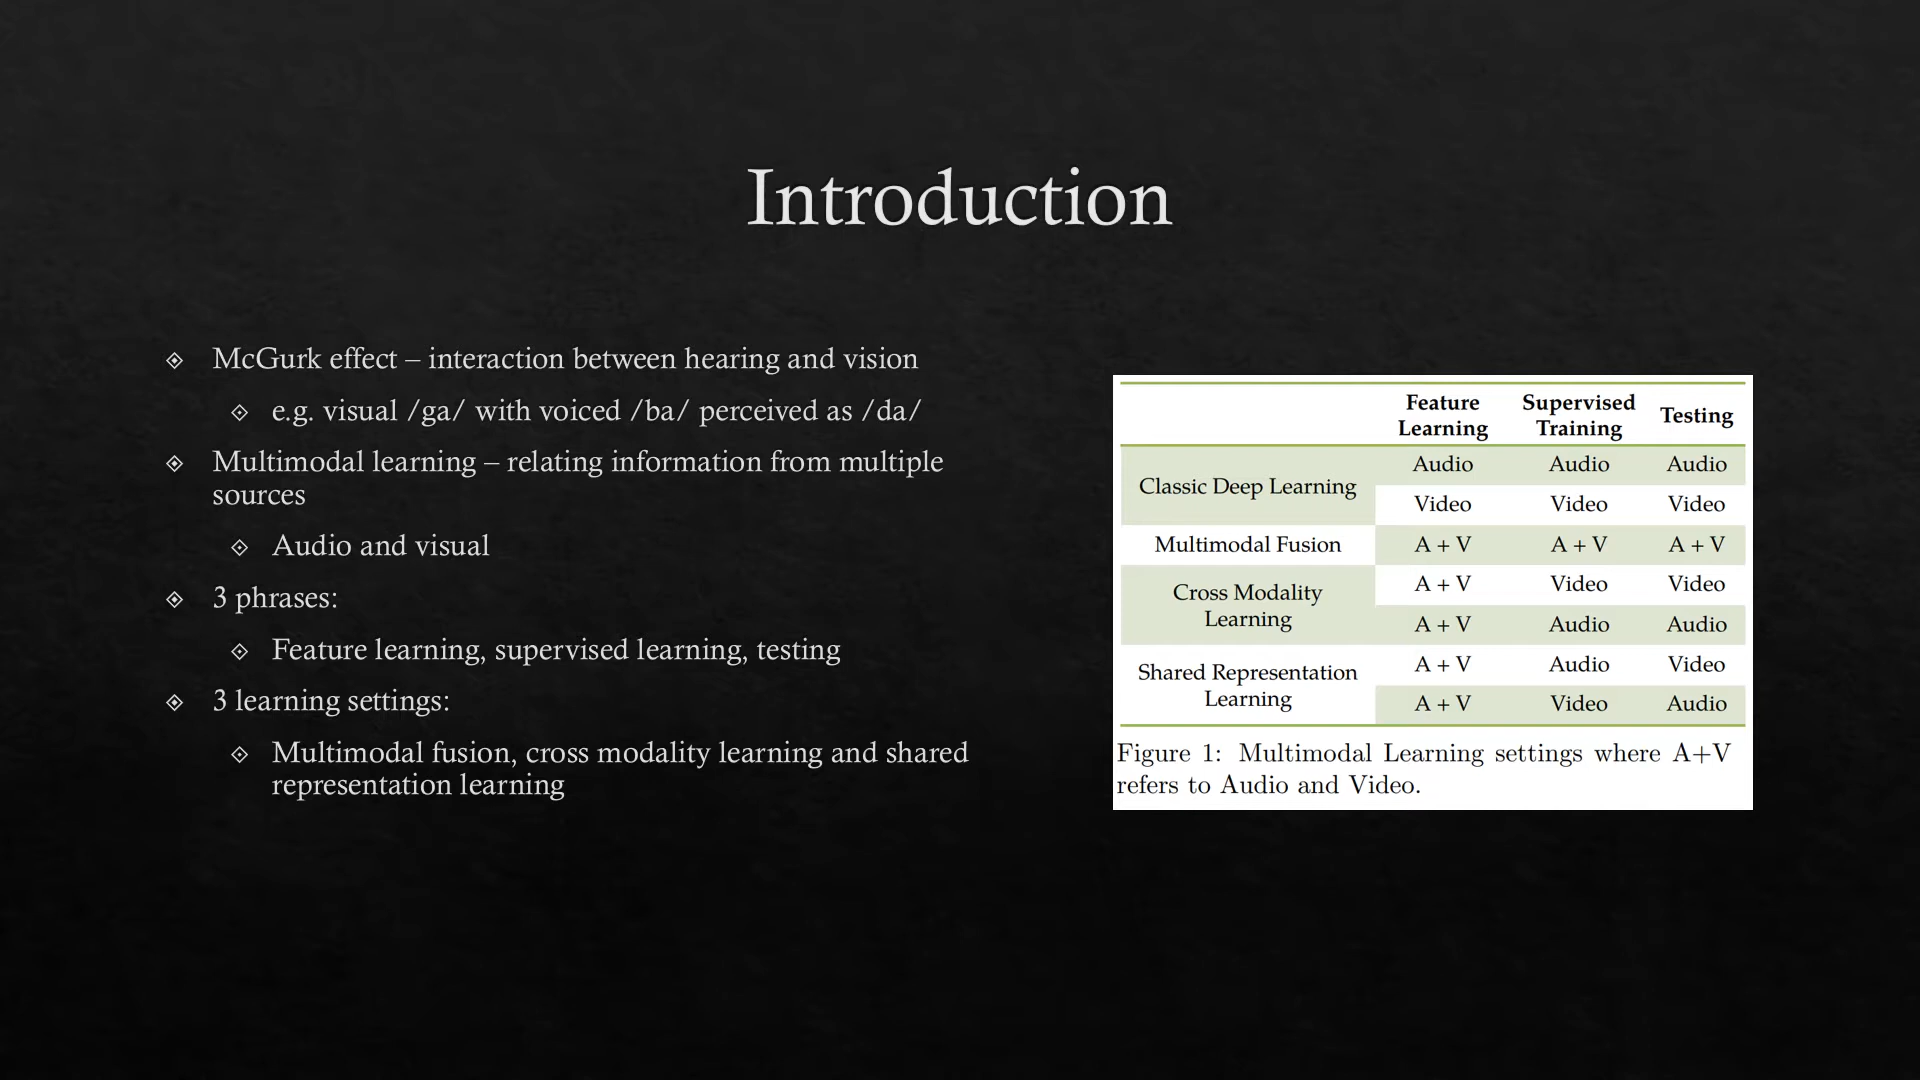 Introduction
McGurk effect – interaction between hearing and vision
e.g. visual /ga/ with voiced /ba/ perceived as /da/
Multimodal learning – relating information from multiple
sources
Audio and visual
3 phrases:
Feature learning, supervised learning, testing
3 learning settings:
Multimodal fusion, cross modality learning and shared
representation learning
Feature Learning Supervised Training Testing
Classic Deep Learning Audio Audio Audio
Video Video Video
Multimodal Fusion A + V A + V A + V
Cross Modality Learning A + V Video Video
A + V Audio Audio
Shared Representation Learning A + V Audio Video
A + V Video Audio
Figure 1: Multimodal Learning settings where A+V
refers to Audio and Video.